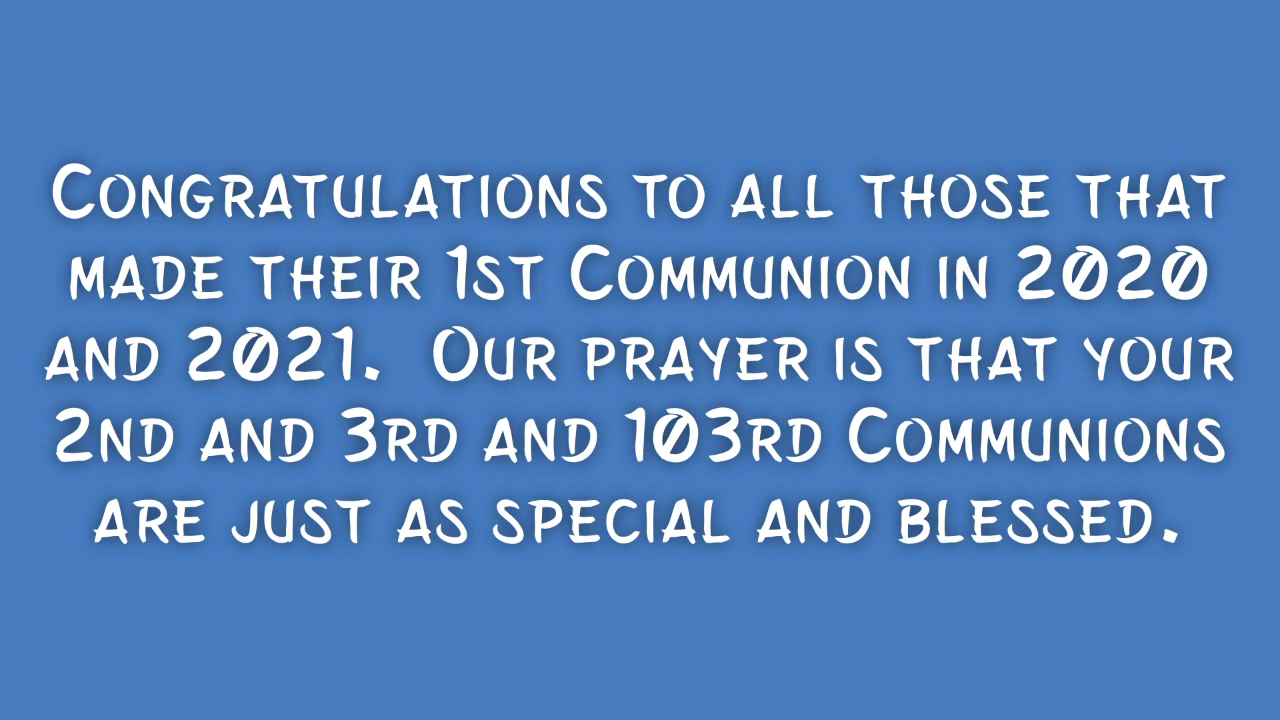 Congratulations to all those that
made their 1st Communion in 2020
and 2021.  Our prayer is that your
2nd and 3rd and 103rd Communions
are just as special and blessed.